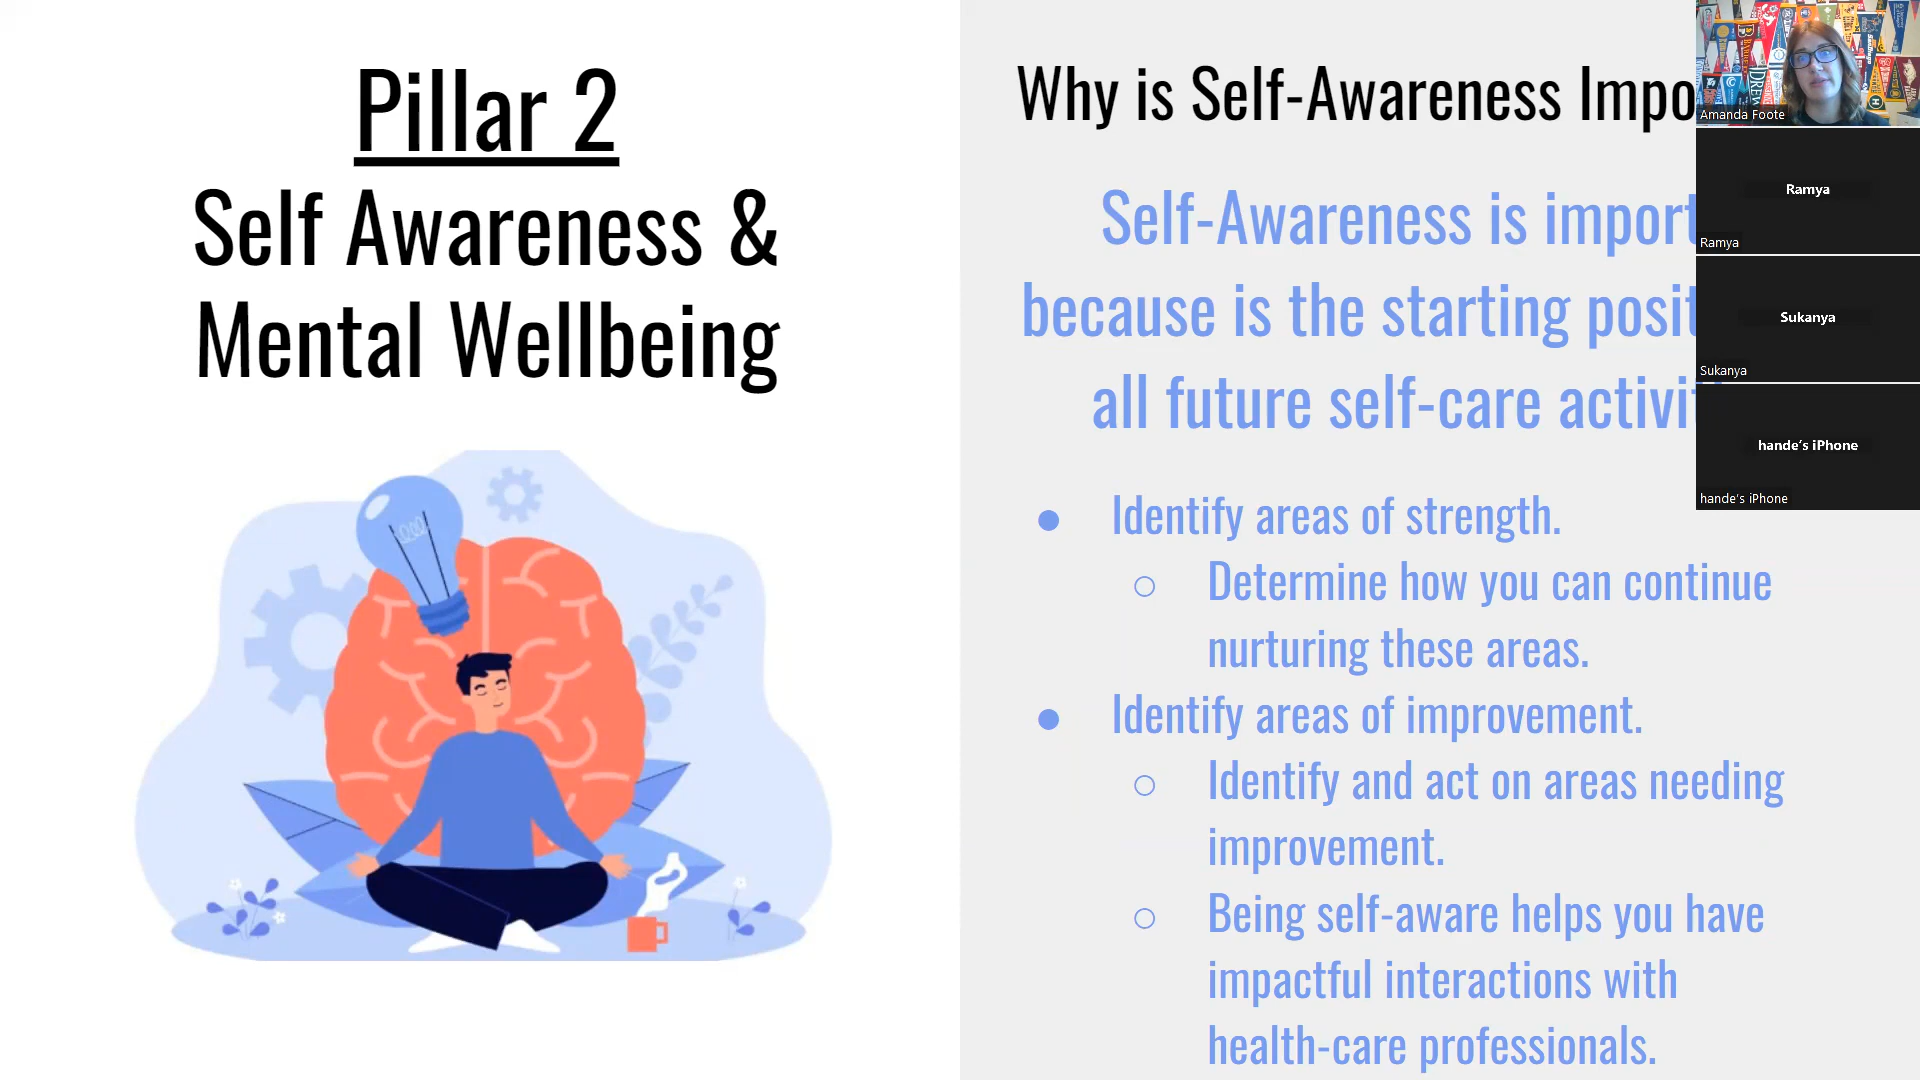 Pillar 2
Self Awareness &
Mental Wellbeing
Why is Self-Awareness Impo
Self-Awareness is import
because is the starting posit
all future self-care activit
Identify areas of strength.
Determine how you can continue
nurturing these areas.
Identify areas of improvement.
Identify and act on areas needing
improvement.
Being self-aware helps you have
impactful interactions with
health-care professionals.
Amanda Foote
Ramya
Ramya
Sukanya
Sukanya
hande's iPhone
hande's iPhone